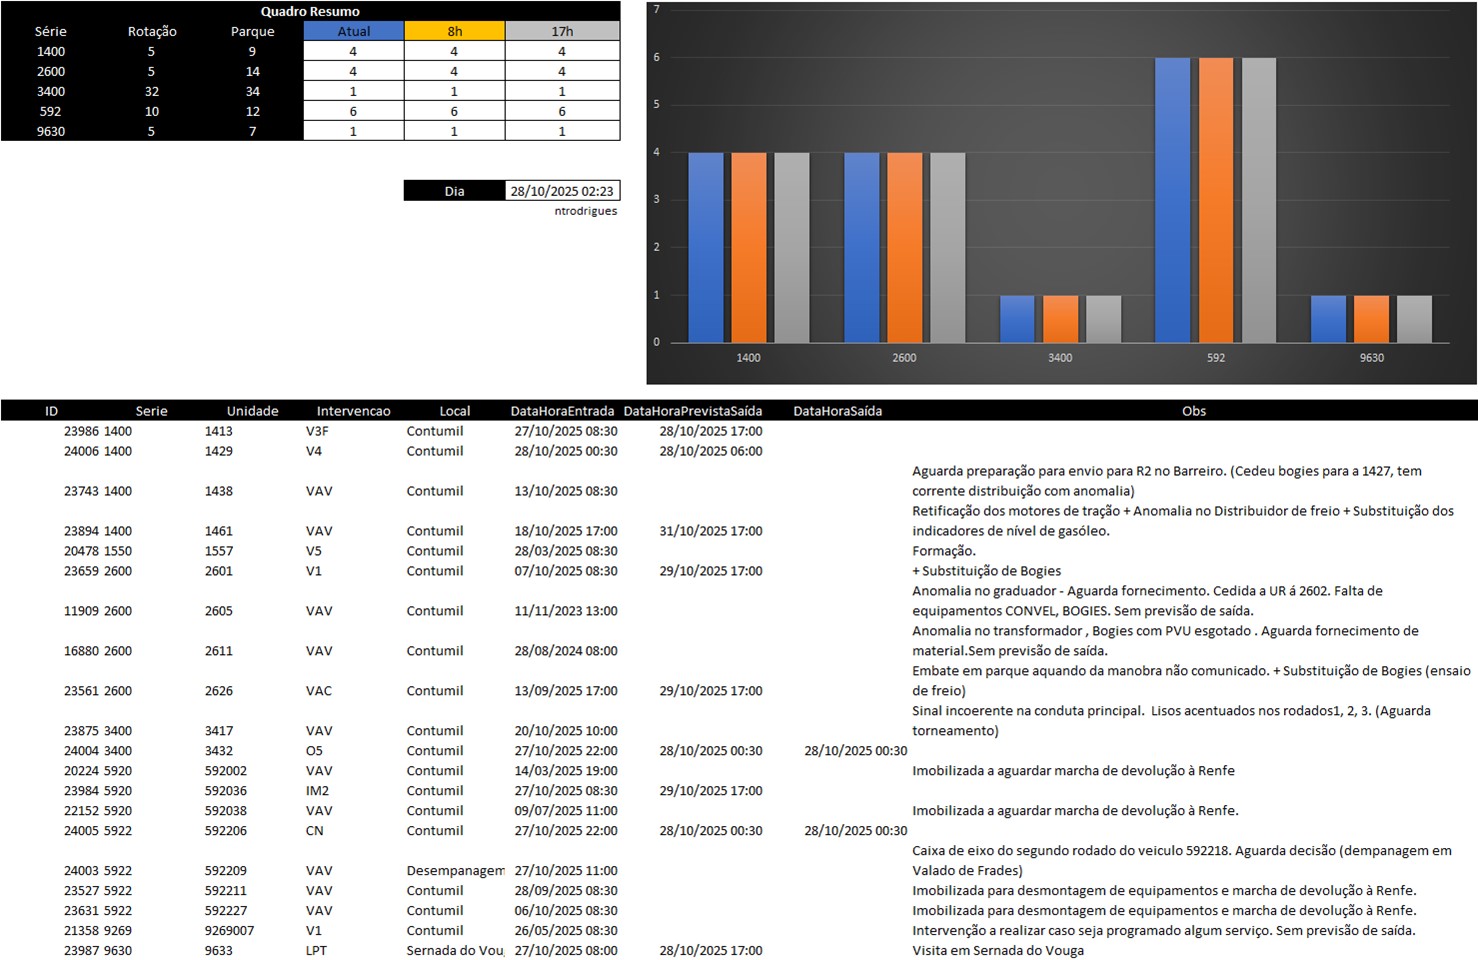 Quadro Resumo
Série Rotação Parque Atual 8h 17h
1400 5 9 4 4 4
2600 5 14 4 4 4
3400 32 34 1 1 1
592 10 12 6 6 6
9630 5 7 1 1 1
Dia 28/10/2025 02:23
ntrodrigues
7
6
5
4
3
2
1
0
1400 2600 3400 592 9630
ID Serie Unidade Intervencao Local DataHoraEntrada DataHoraPrevistaSaída DataHoraSaída Obs
23986 1400 1413 V3F Contumil 27/10/2025 08:30 28/10/2025 17:00
24006 1400 1429 V4 Contumil 28/10/2025 00:30 28/10/2025 06:00
Aguarda preparação para envio para R2 no Barreiro. (Cedeu bogies para a 1427, tem
23743 1400 1438 VAV Contumil 13/10/2025 08:30 corrente distribuição com anomalia)
Retificação dos motores de tração + Anomalia no Distribuidor de freio + Substituição dos
23894 1400 1461 VAV Contumil 18/10/2025 17:00 31/10/2025 17:00 indicadores de nível de gasóleo.
20478 1550 1557 V5 Contumil 28/03/2025 08:30 Formação.
23659 2600 2601 V1 Contumil 07/10/2025 08:30 29/10/2025 17:00 + Substituição de Bogies
Anomalia no graduador - Aguarda fornecimento. Cedida a UR á 2602. Falta de
11909 2600 2605 VAV Contumil 11/11/2023 13:00 equipamentos CONVEL, BOGIES. Sem previsão de saída.
Anomalia no transformador , Bogies com PVU esgotado . Aguarda fornecimento de
16880 2600 2611 VAV Contumil 28/08/2024 08:00 material.Sem previsão de saída.
Embate em parque aquando da manobra não comunicado. + Substituição de Bogies (ensaio
23561 2600 2626 VAC Contumil 13/09/2025 17:00 29/10/2025 17:00 de freio)
Sinal incoerente na conduta principal. Lisos acentuados nos rodados1, 2, 3. (Aguarda
23875 3400 3417 VAV Contumil 20/10/2025 10:00 torneamento)
24004 3400 3432 O5 Contumil 27/10/2025 22:00 28/10/2025 00:30 28/10/2025 00:30
20224 5920 592002 VAV Contumil 14/03/2025 19:00 Imobilizada a aguardar marcha de devolução à Renfe
23984 5920 592036 IM2 Contumil 27/10/2025 08:30 29/10/2025 17:00
22152 5920 592038 VAV Contumil 09/07/2025 11:00 Imobilizada a aguardar marcha de devolução à Renfe.
24005 5922 592206 CN Contumil 27/10/2025 22:00 28/10/2025 00:30 28/10/2025 00:30
Caixa de eixo do segundo rodado do veiculo 592218. Aguarda decisão (dempanagem em
24003 5922 592209 VAV Desempanagem 27/10/2025 11:00 Valado de Frades)
23527 5922 592211 VAV Contumil 28/09/2025 08:30 Imobilizada para desmontagem de equipamentos e marcha de devolução à Renfe.
23631 5922 592227 VAV Contumil 06/10/2025 08:30 Imobilizada para desmontagem de equipamentos e marcha de devolução à Renfe.
21358 9269 9269007 V1 Contumil 26/05/2025 08:30 Intervenção a realizar caso seja programado algum serviço. Sem previsão de saída.
23987 9630 9633 LPT Sernada do Vou 27/10/2025 08:00 28/10/2025 17:00 Visita em Sernada do Vouga